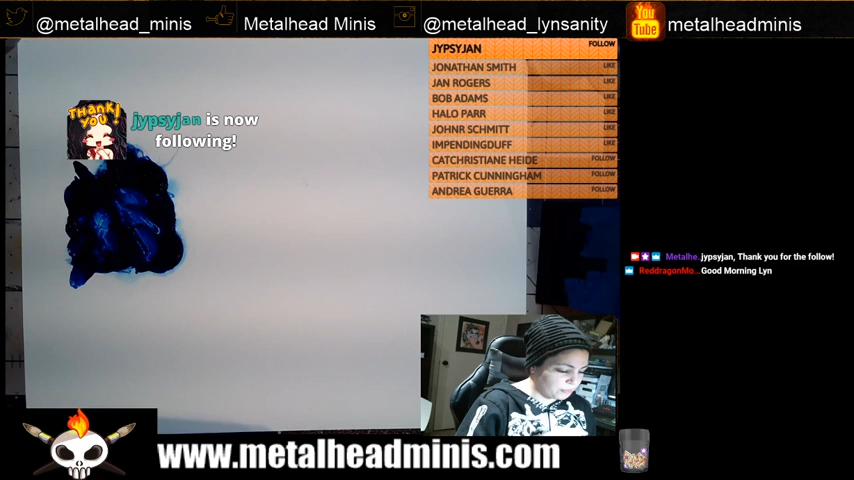 @metalhead_minis
Metalhead Minis
@metalhead_lynsanity
You
Tube
metalheadminis
JYPSYJAN FOLLOW
JONATHAN SMITH LIKE
JAN ROGERS LIKE
BOB ADAMS LIKE
HALO PARR LIKE
JOHNR SCHMITT LIKE
IMPENDINGDUFF LIKE
CATCHRISTIANE HEIDE FOLLOW
PATRICK CUNNINGHAM FOLLOW
ANDREA GUERRA FOLLOW
THANK
YOU!
jypsyjan is now
following!
Metalhe... jypsyjan, Thank you for the follow!
ReddragonMo... Good Morning Lyn
www.metalheadminis.com